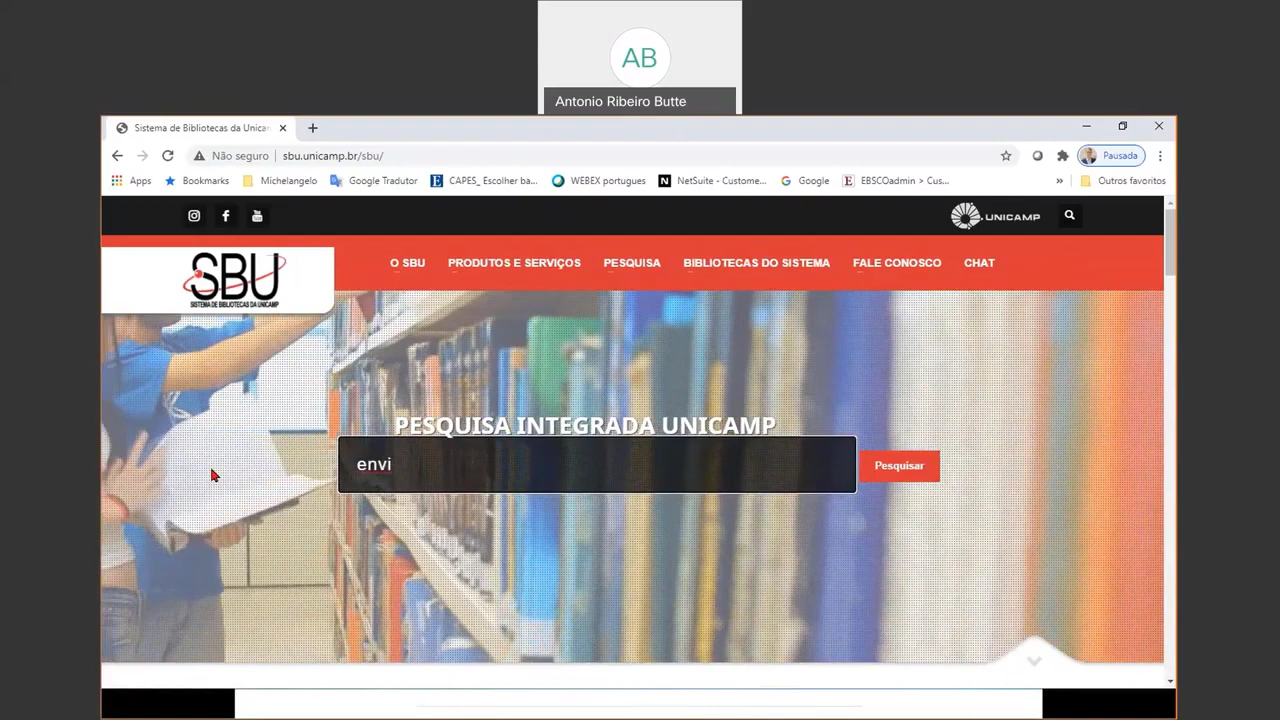 AB
Antonio Ribeiro Butte
Sistema de Bibliotecas da Unicam
Não seguro sbu.unicamp.br/sbu/ Pausada
Apps Bookmarks Michelangelo Google Tradutor CAPES_ Escolher ba... WEBEX portugues NetSuite - Custome... Google EBSCOadmin > Cus... » Outros favoritos
UNICAMP
SBU
SISTEMA DE BIBLIOTECAS DA UNICAMP
O SBU PRODUTOS E SERVIÇOS PESQUISA BIBLIOTECAS DO SISTEMA FALE CONOSCO CHAT
PESQUISA INTEGRADA UNICAMP
envi
Pesquisar